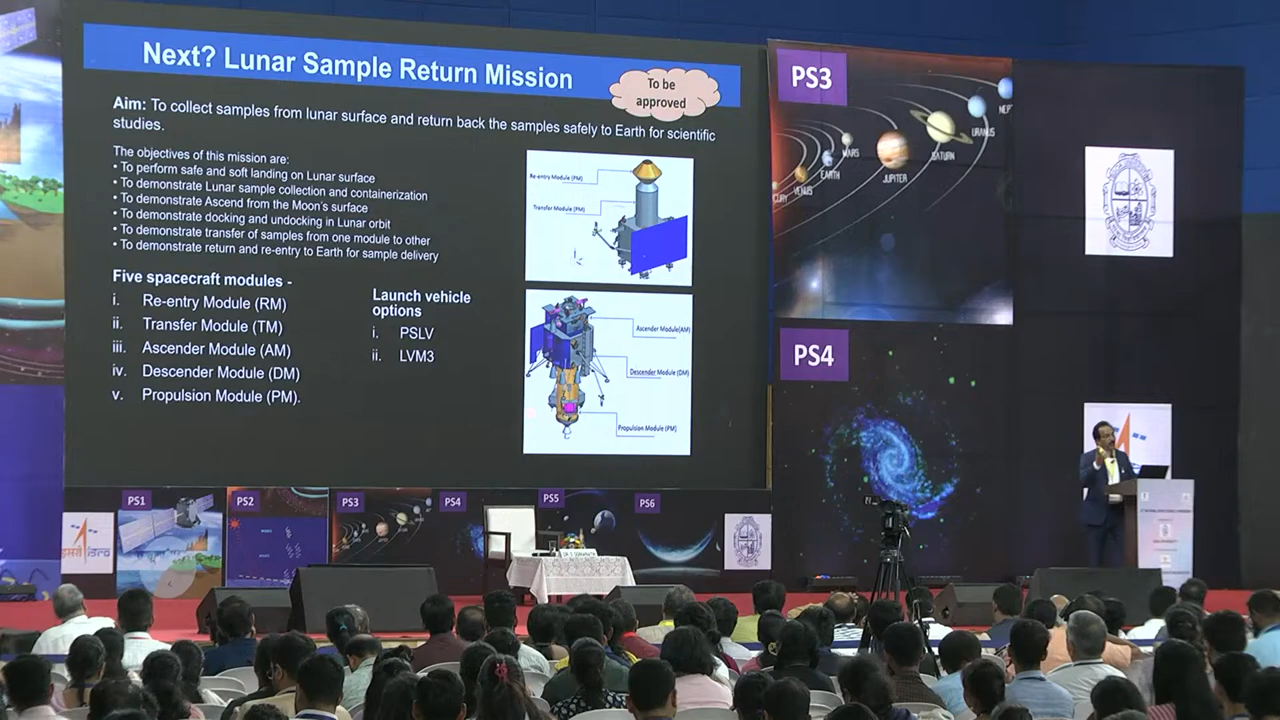 Next? Lunar Sample Return Mission
To be
approved
Aim: To collect samples from lunar surface and return back the samples safely to Earth for scientific
studies.
The objectives of this mission are:
• To perform safe and soft landing on Lunar surface
• To demonstrate Lunar sample collection and containerization
• To demonstrate Ascend from the Moon's surface
• To demonstrate docking and undocking in Lunar orbit
• To demonstrate transfer of samples from one module to other
• To demonstrate return and re-entry to Earth for sample delivery
Five spacecraft modules -
i. Re-entry Module (RM)
ii. Transfer Module (TM)
iii. Ascender Module (AM)
iv. Descender Module (DM)
v. Propulsion Module (PM).
Launch vehicle
options
i. PSLV
ii. LVM3
Re-entry Module (PM)
Transfer Module (PM)
Ascender Module(AM)
Descender Module (DM)
Propulsion Module (PM)
PS3
VENUS
EARTH
MARS
JUPITER
SATURN
URANUS
PS4
PS1
PS2
PS3
PS4
PS5
PS6
इसरो isro